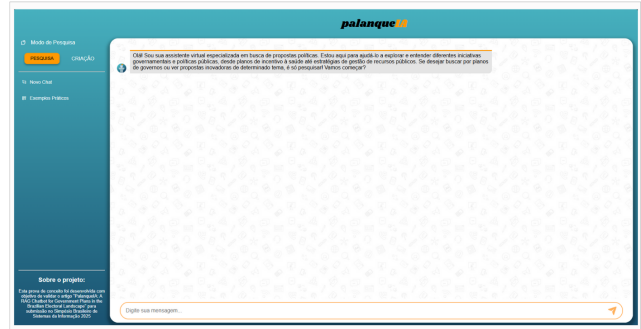 palanqueIA
Modo de Pesquisa
PESQUISA
CRIAÇÃO
Novo Chat
Exemplos Práticos
Olá! Sou sua assistente virtual especializada em busca de propostas políticas. Estou aqui para ajudá-lo a explorar e entender diferentes iniciativas
governamentais e políticas públicas, desde planos de incentivo à saúde até estratégias de gestão de recursos públicos. Se desejar buscar por planos
de governos ou ver propostas inovadoras de determinado tema, é só pesquisar! Vamos começar?
Sobre o projeto:
Esta prova de conceito foi desenvolvida com
objetivo de validar o artigo "PalanqueIA: A
RAG Chatbot for Government Plans in the
Brazilian Electoral Landscape" para
submissão no Simpósio Brasileiro de
Sistemas da Informação 2025
Digite sua mensagem...